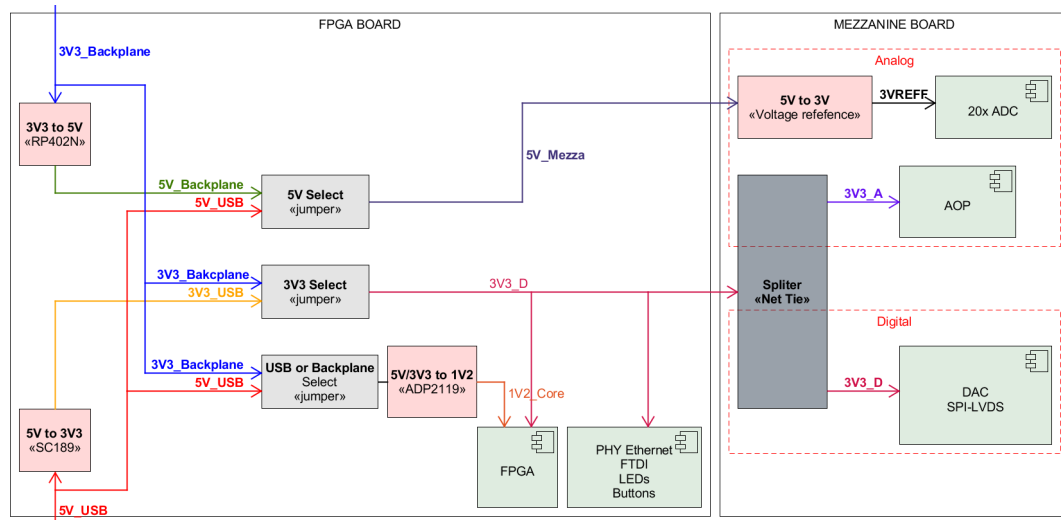 FPGA BOARD
MEZZANINE BOARD
3V3_Backplane
3V3 to 5V
«RP402N»
5V_Backplane
5V_USB
5V Select
«jumper»
5V_Mezza
Analog
5V to 3V
«Voltage refefence»
3VREFF
20x ADC
3V3_A
AOP
3V3_Bakcplane
3V3_USB
3V3 Select
«jumper»
3V3_D
Spliter
«Net Tie»
Digital
3V3_D
DAC
SPI-LVDS
3V3_Backplane
5V_USB
USB or Backplane
Select
«jumper»
5V/3V3 to 1V2
«ADP2119»
1V2_Core
5V to 3V3
«SC189»
5V_USB
FPGA
PHY Ethernet
FTDI
LEDs
Buttons